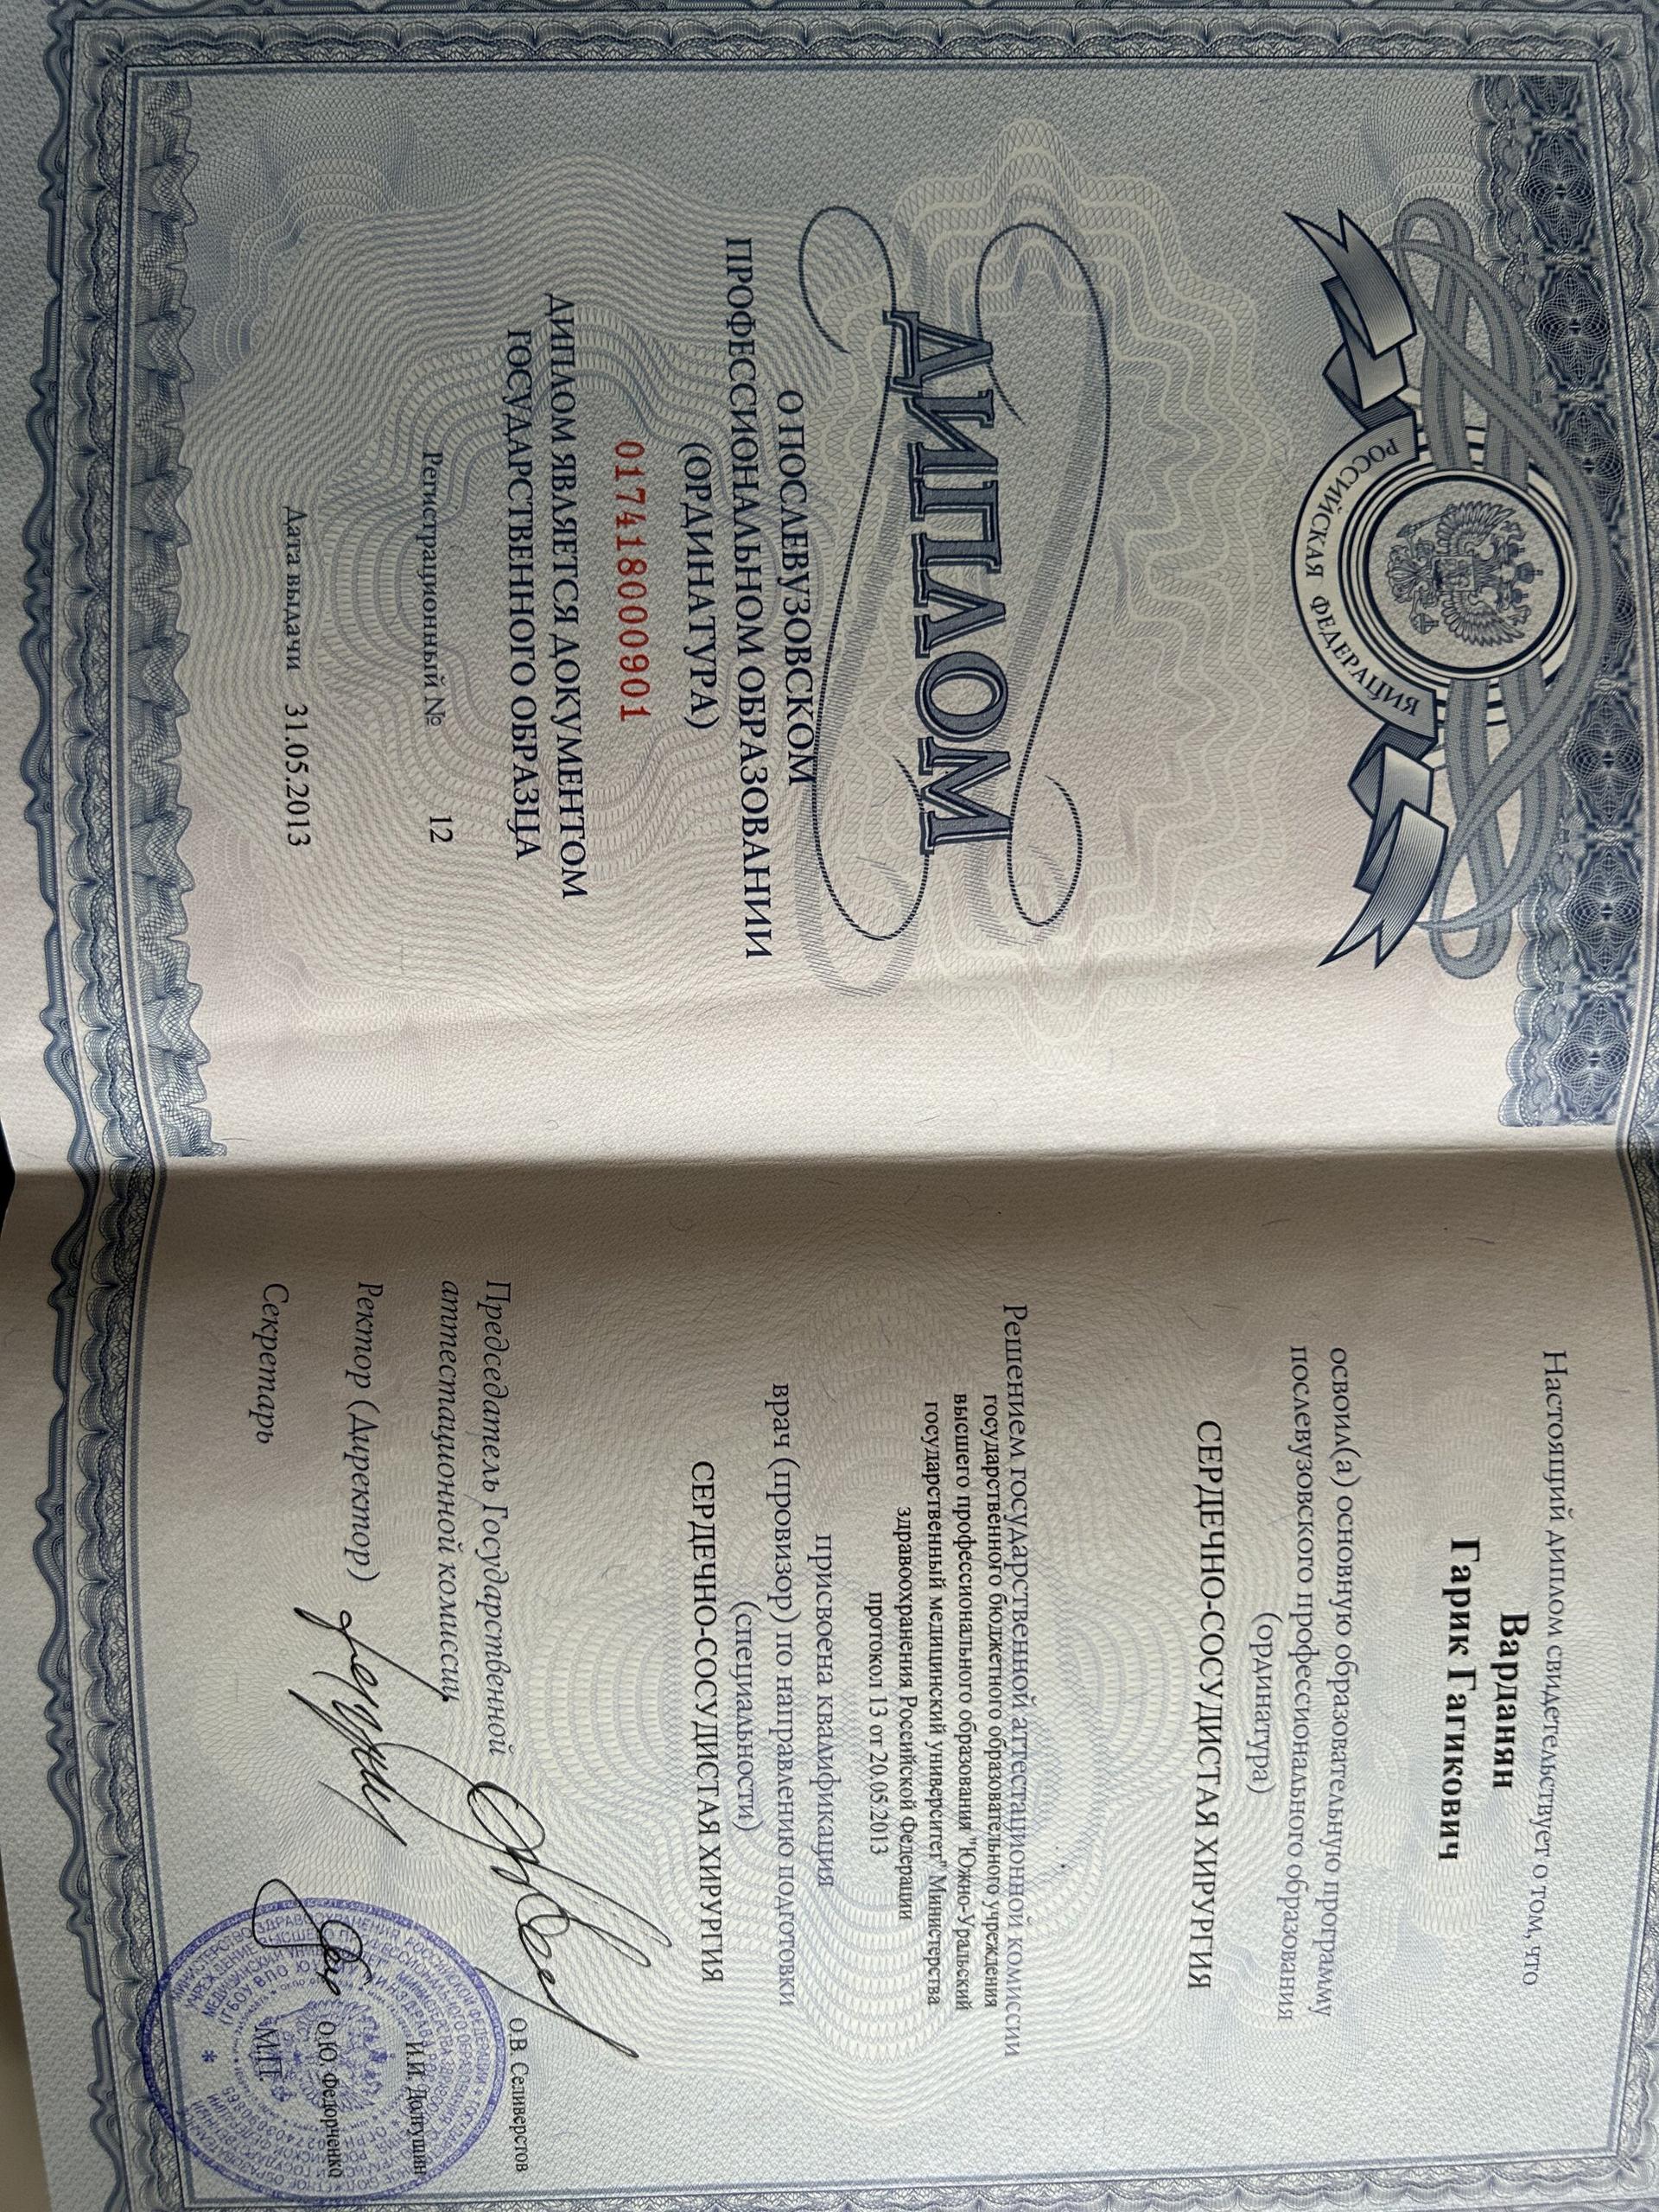 РОССИЙСКАЯ ФЕДЕРАЦИЯ
ДИПЛОМ
О ПОСЛЕВУЗОВСКОМ
ПРОФЕССИОНАЛЬНОМ ОБРАЗОВАНИИ
(ОРДИНАТУРА)
017418000901
ДИПЛОМ ЯВЛЯЕТСЯ ДОКУМЕНТОМ
ГОСУДАРСТВЕННОГО ОБРАЗЦА
Регистрационный № 12
Дата выдачи 31.05.2013
Настоящий диплом свидетельствует о том, что
Варданян
Гарик Гагикович
освоил(а) основную образовательную программу
послевузовского профессионального образования
(ординатура)
СЕРДЕЧНО-СОСУДИСТАЯ ХИРУРГИЯ
Решением государственной аттестационной комиссии
государственного бюджетного образовательного учреждения
высшего профессионального образования "Южно-Уральский
государственный медицинский университет" Министерства
здравоохранения Российской Федерации
протокол 13 от 20.05.2013
присвоена квалификация
врач (провизор) по направлению подготовки
(специальности)
СЕРДЕЧНО-СОСУДИСТАЯ ХИРУРГИЯ
Председатель Государственной
аттестационной комиссии
О.В. Селиверстов
Ректор (Директор)
И.И. Долгушин
Секретарь
О.Ю. Федорченко
М.П.